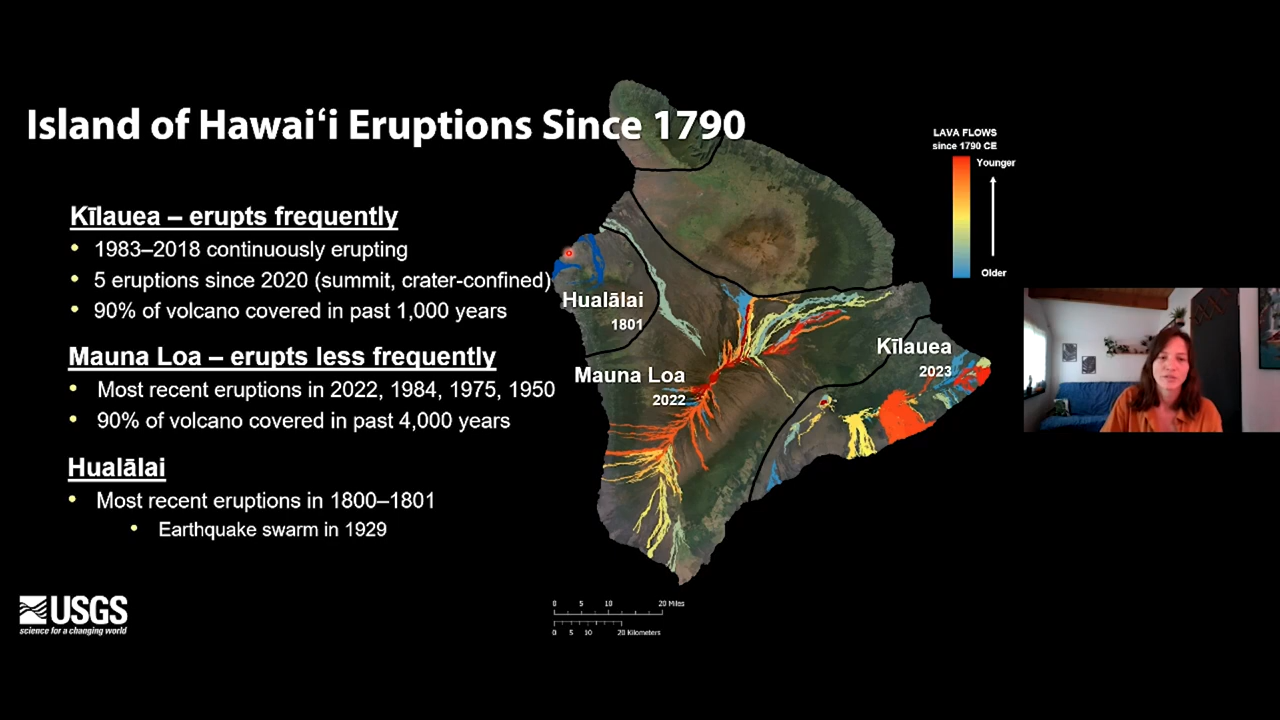 Island of Hawaiʻi Eruptions Since 1790
Kīlauea – erupts frequently
• 1983–2018 continuously erupting
• 5 eruptions since 2020 (summit, crater-confined)
• 90% of volcano covered in past 1,000 years
Mauna Loa – erupts less frequently
• Most recent eruptions in 2022, 1984, 1975, 1950
• 90% of volcano covered in past 4,000 years
Hualālai
• Most recent eruptions in 1800–1801
• Earthquake swarm in 1929
USGS
science for a changing world
LAVA FLOWS
since 1790 CE
Younger
Older
Hualālai
1801
Mauna Loa
2022
Kīlauea
2023
0 5 10 20 Miles
0 5 10 20 Kilometers